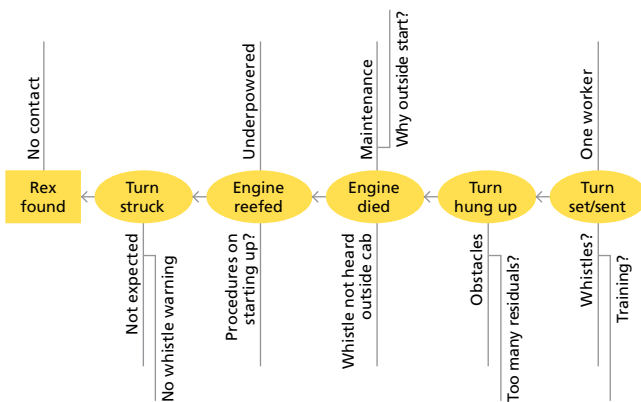 No contact
Underpowered
Maintenance
Why outside start?
One worker
Rex
found
Turn
struck
Engine
reefed
Engine
died
Turn
hung up
Turn
set/sent
Not expected
No whistle warning
Procedures on
starting up?
Whistle not heard
outside cab
Obstacles
Too many residuals?
Whistles?
Training?